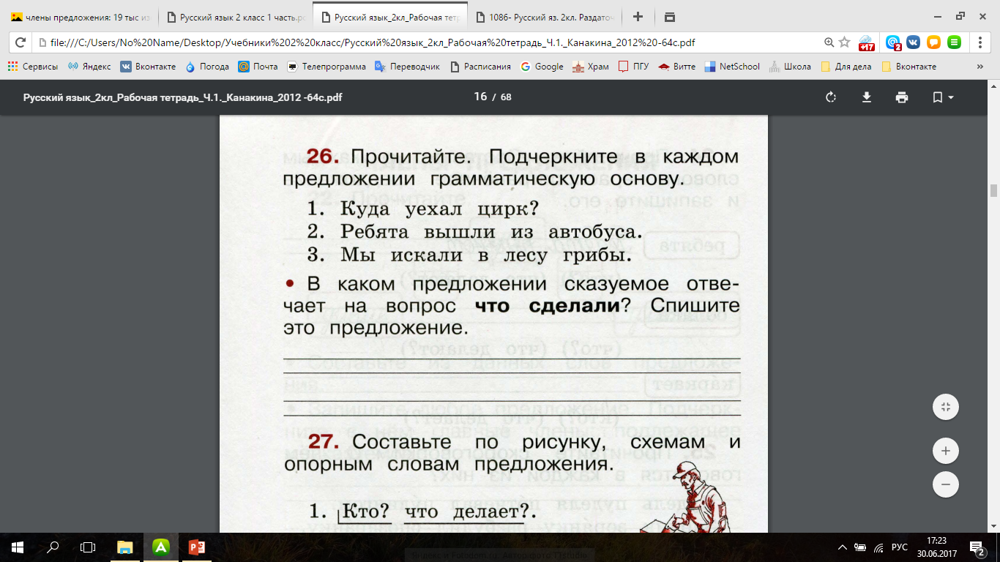 члены предложения: 19 тыс из
Русский язык 2 класс 1 часть.pd
Русский язык_2кл_Рабочая тетр
1086- Русский яз. 2кл. Раздаточ
file:///C:/Users/No%20Name/Desktop/Учебники%202%20класс/Русский%20язык_2кл_Рабочая%20тетрадь_Ч.1._Канакина_2012%20-64с.pdf
+17
2
Сервисы Яндекс Вконтакте Погода Почта Телепрограмма Переводчик Расписания Google Храм ПГУ Витте NetSchool Школа Для дела Вконтакте »
Русский язык_2кл_Рабочая тетрадь_Ч.1._Канакина_2012 -64с.pdf
16 / 68
26. Прочитайте. Подчеркните в каждом
предложении грамматическую основу.
1. Куда уехал цирк?
2. Ребята вышли из автобуса.
3. Мы искали в лесу грибы.
• В каком предложении сказуемое отве-
чает на вопрос что сделали? Спишите
это предложение.
27. Составьте по рисунку, схемам и
опорным словам предложения.
1. Кто? что делает?.
РУС
17:23
30.06.2017
2